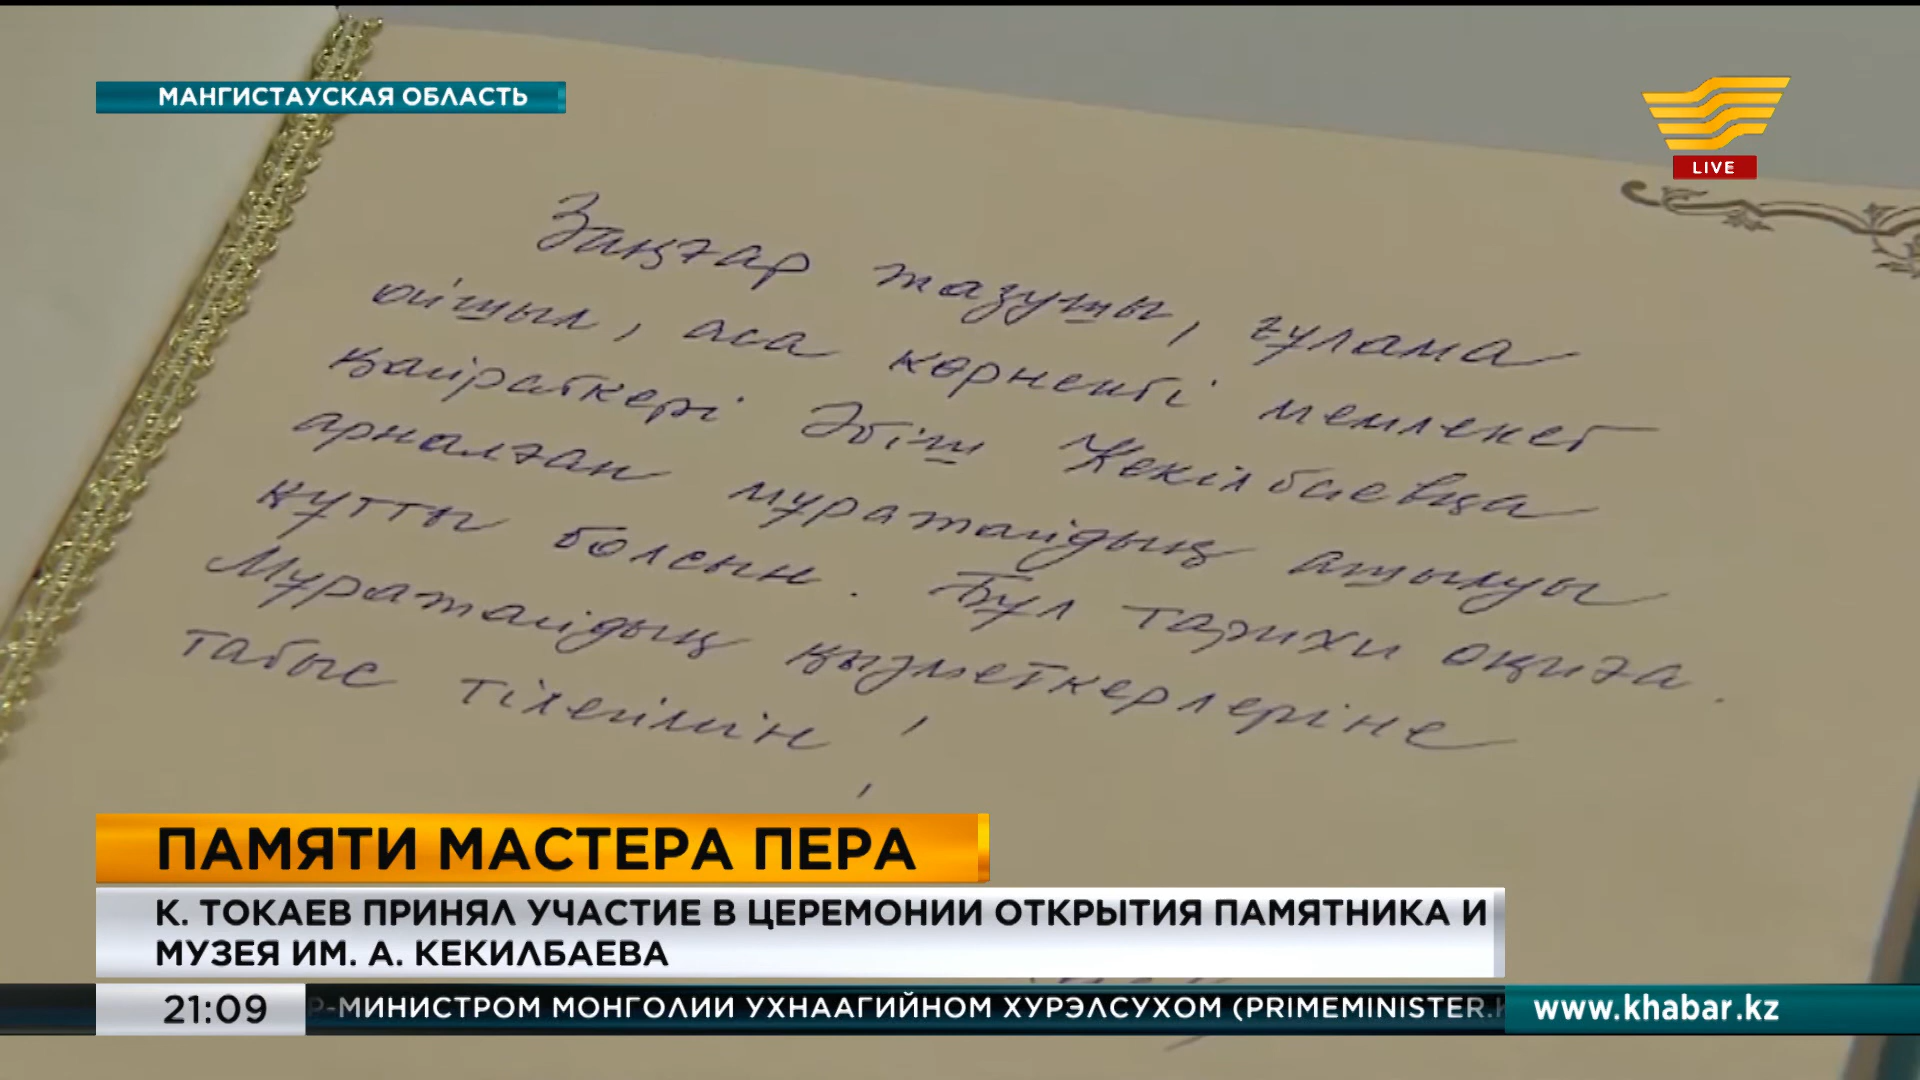 МАНГИСТАУСКАЯ ОБЛАСТЬ
LIVE
Заңғар жазушы, ғұлама
ойшыл, аса көрнекті мемлекет
қайраткері Әбіш Кекілбаевқа
арналған мұражайдың ашылуы
құтты болсын. Бұл тарихи оқиға.
Мұражайдың қызметкерлеріне
табыс тілеймін!
ПАМЯТИ МАСТЕРА ПЕРА
К. ТОКАЕВ ПРИНЯЛ УЧАСТИЕ В ЦЕРЕМОНИИ ОТКРЫТИЯ ПАМЯТНИКА И
МУЗЕЯ ИМ. А. КЕКИЛБАЕВА
21:09 Р-МИНИСТРОМ МОНГОЛИИ УХНААГИЙНОМ ХУРЭЛСУХОМ (PRIMEMINISTER. www.khabar.kz